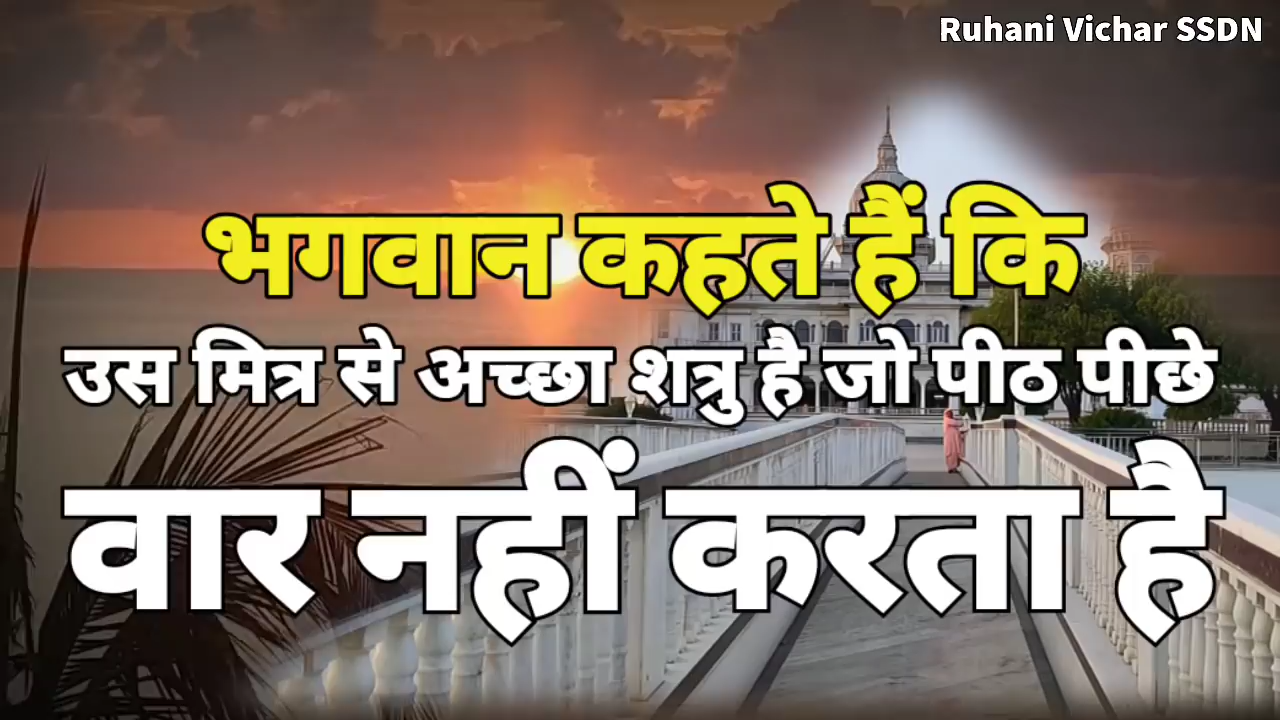 Ruhani Vichar SSDN
भगवान कहते हैं कि
उस मित्र से अच्छा शत्रु है जो पीठ पीछे
वार नहीं करता है